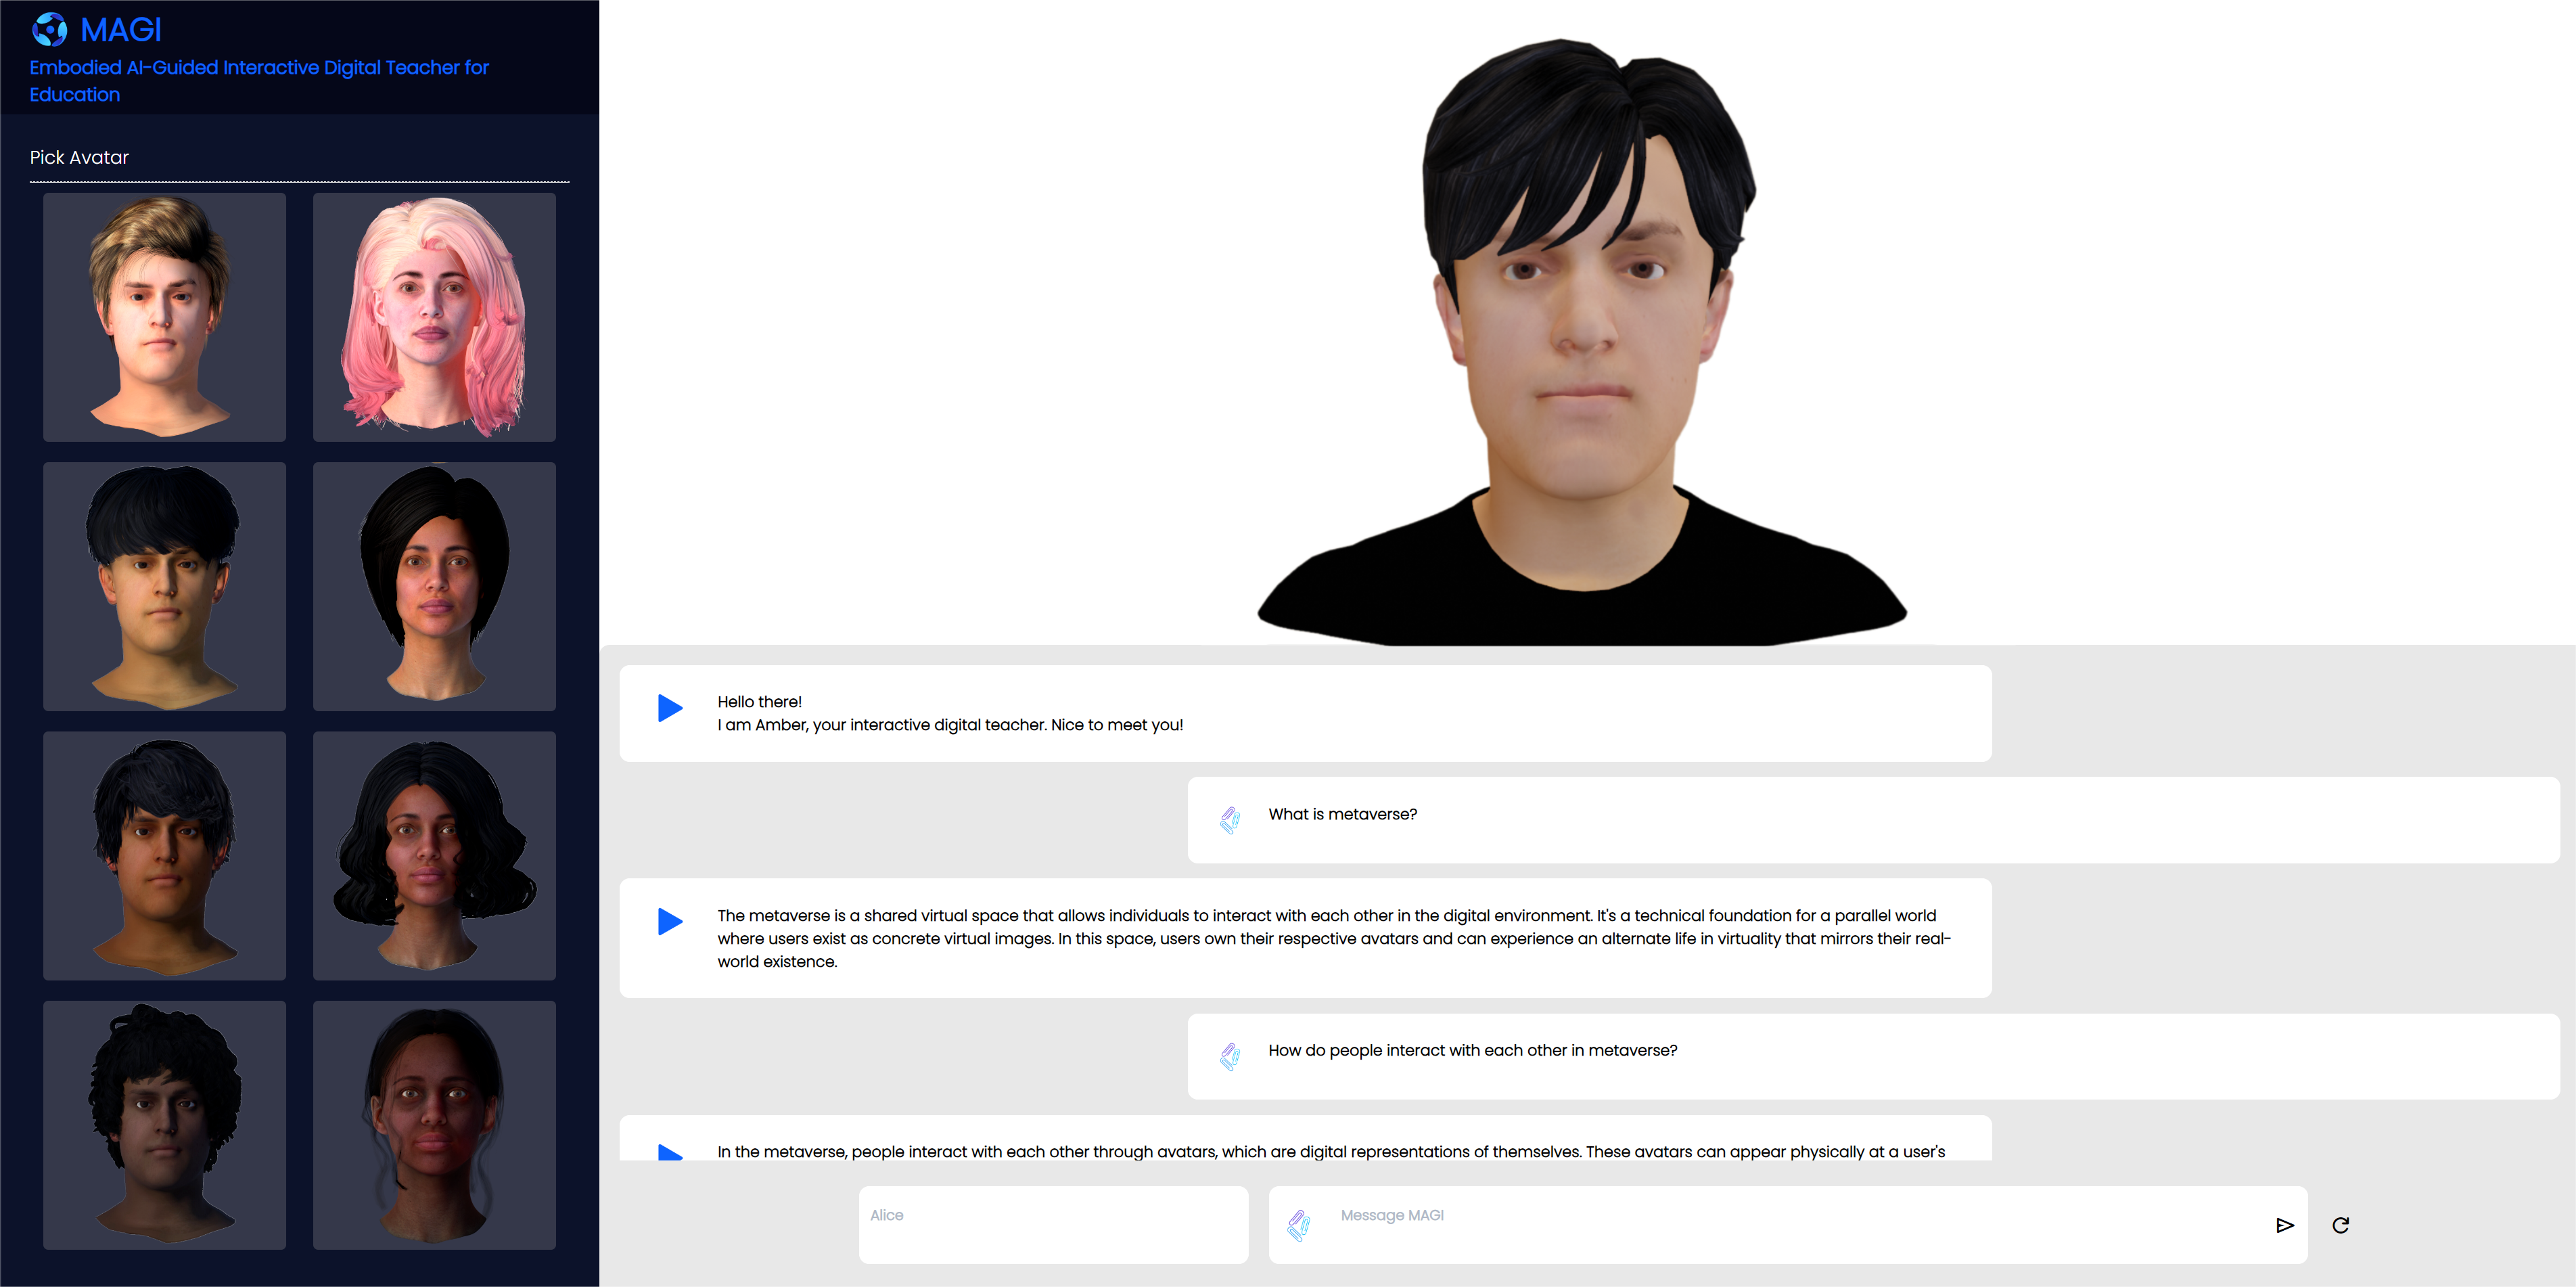 MAGI
Embodied AI-Guided Interactive Digital Teacher for
Education
Pick Avatar
Hello there!
I am Amber, your interactive digital teacher. Nice to meet you!
What is metaverse?
The metaverse is a shared virtual space that allows individuals to interact with each other in the digital environment. It's a technical foundation for a parallel world
where users exist as concrete virtual images. In this space, users own their respective avatars and can experience an alternate life in virtuality that mirrors their real-
world existence.
How do people interact with each other in metaverse?
In the metaverse, people interact with each other through avatars, which are digital representations of themselves. These avatars can appear physically at a user's
Alice
Message MAGI